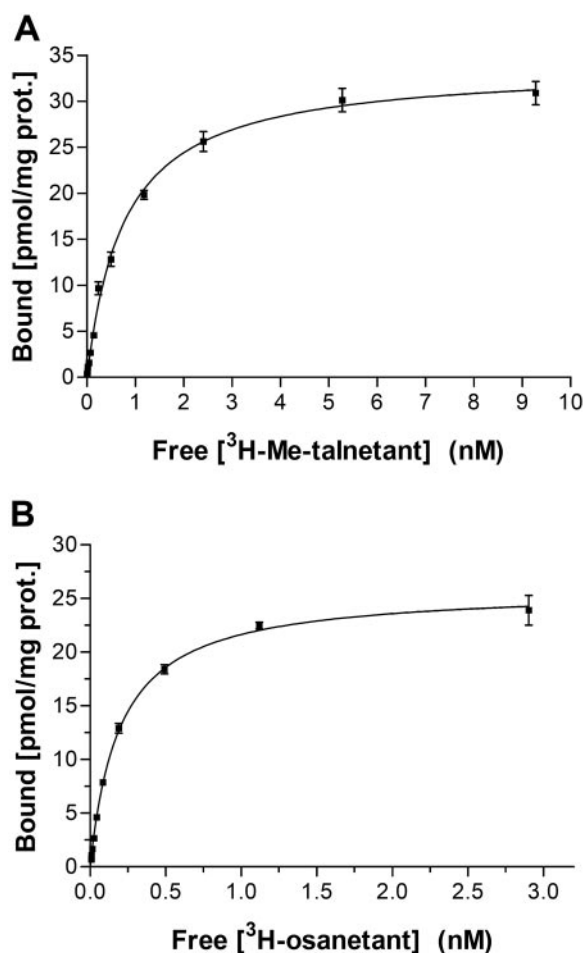 A
35
30
25
20
15
10
5
0
Bound [pmol/mg prot.]
0 1 2 3 4 5 6 7 8 9 10
Free [³H-Me-talnetant] (nM)
B
30
25
20
15
10
5
0
Bound [pmol/mg prot.]
0.0 0.5 1.0 1.5 2.0 2.5 3.0
Free [³H-osanetant] (nM)